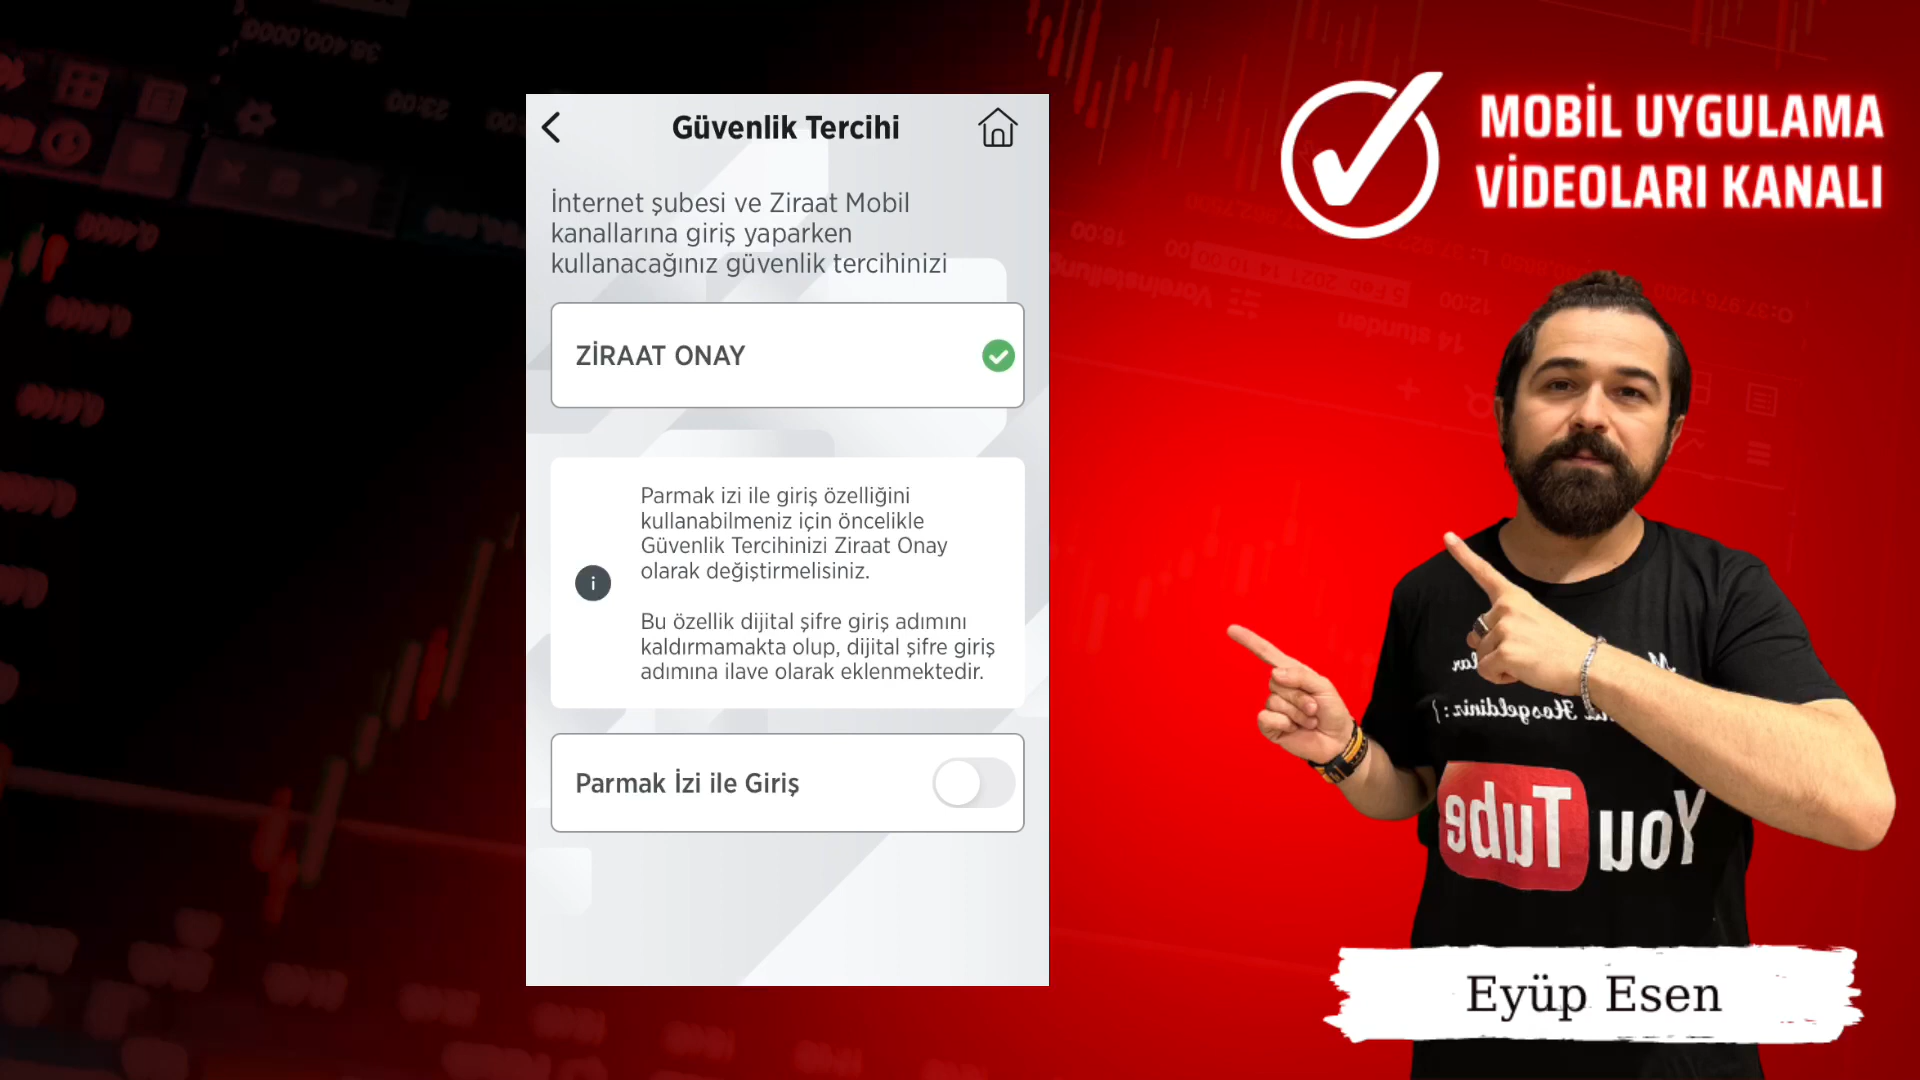 Güvenlik Tercihi
İnternet şubesi ve Ziraat Mobil
kanallarına giriş yaparken
kullanacağınız güvenlik tercihinizi
ZİRAAT ONAY
Parmak izi ile giriş özelliğini
kullanabilmeniz için öncelikle
Güvenlik Tercihinizi Ziraat Onay
olarak değiştirmelisiniz.
i
Bu özellik dijital şifre giriş adımını
kaldırmamakta olup, dijital şifre giriş
adımına ilave olarak eklenmektedir.
Parmak İzi ile Giriş
MOBİL UYGULAMA
VİDEOLARI KANALI
Hoşgeldiniz :)
YouTube
Eyüp Esen